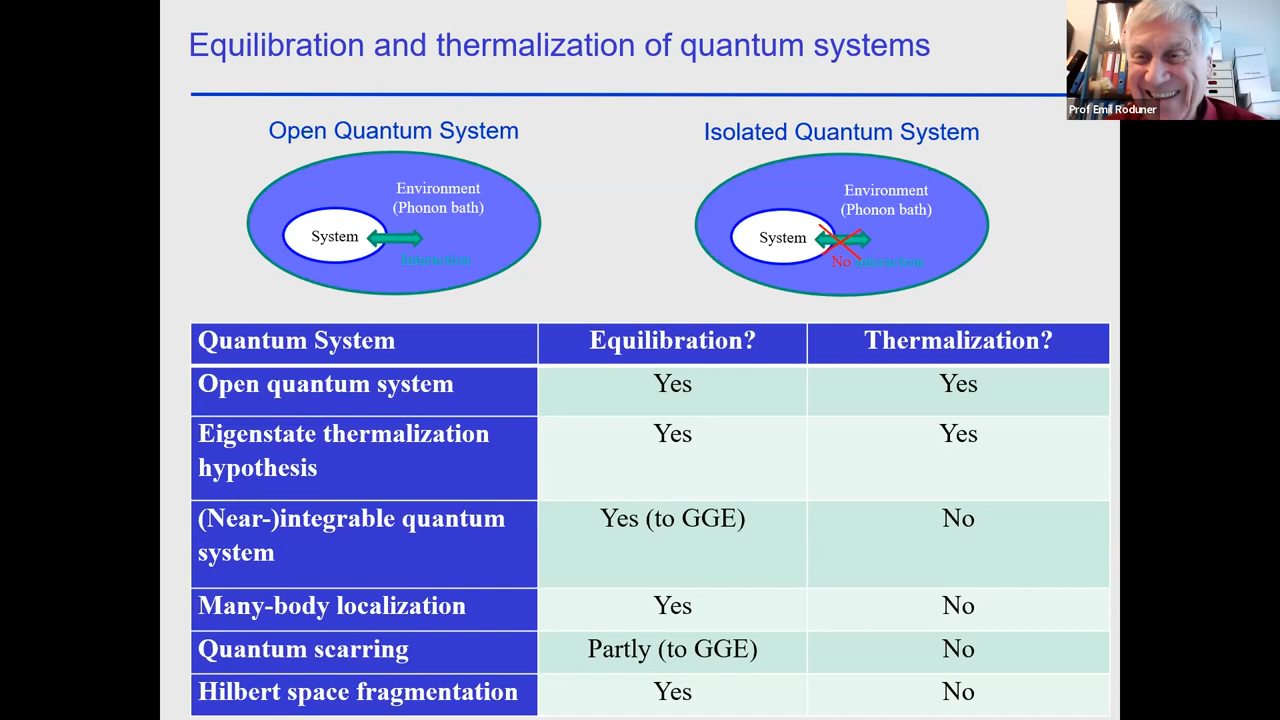 Equilibration and thermalization of quantum systems
Prof Emil Roduner
Open Quantum System
Isolated Quantum System
Environment
(Phonon bath)
System
Interaction
Environment
(Phonon bath)
System
No interaction
Quantum System Equilibration? Thermalization?
Open quantum system Yes Yes
Eigenstate thermalization Yes Yes
hypothesis
(Near-)integrable quantum Yes (to GGE) No
system
Many-body localization Yes No
Quantum scarring Partly (to GGE) No
Hilbert space fragmentation Yes No